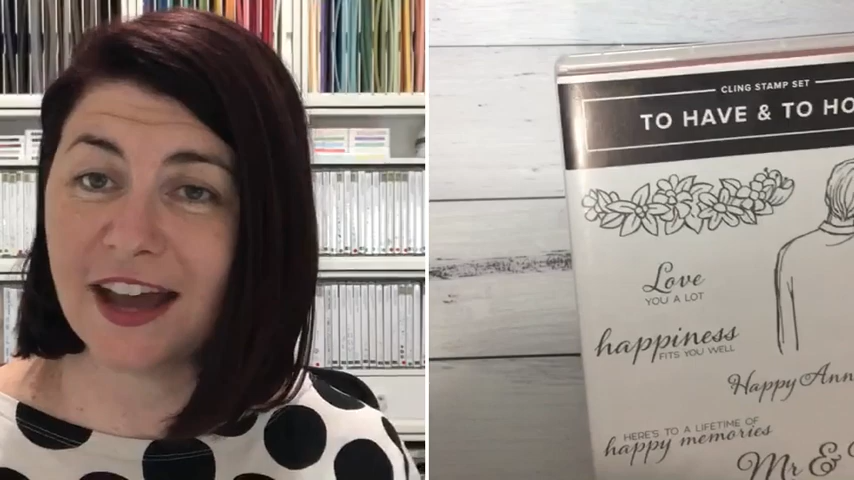 CLING STAMP SET
TO HAVE & TO HO
Love
YOU A LOT
happiness
FITS YOU WELL
Happy Ann
HERE'S TO A LIFETIME OF
happy memories
Mr &